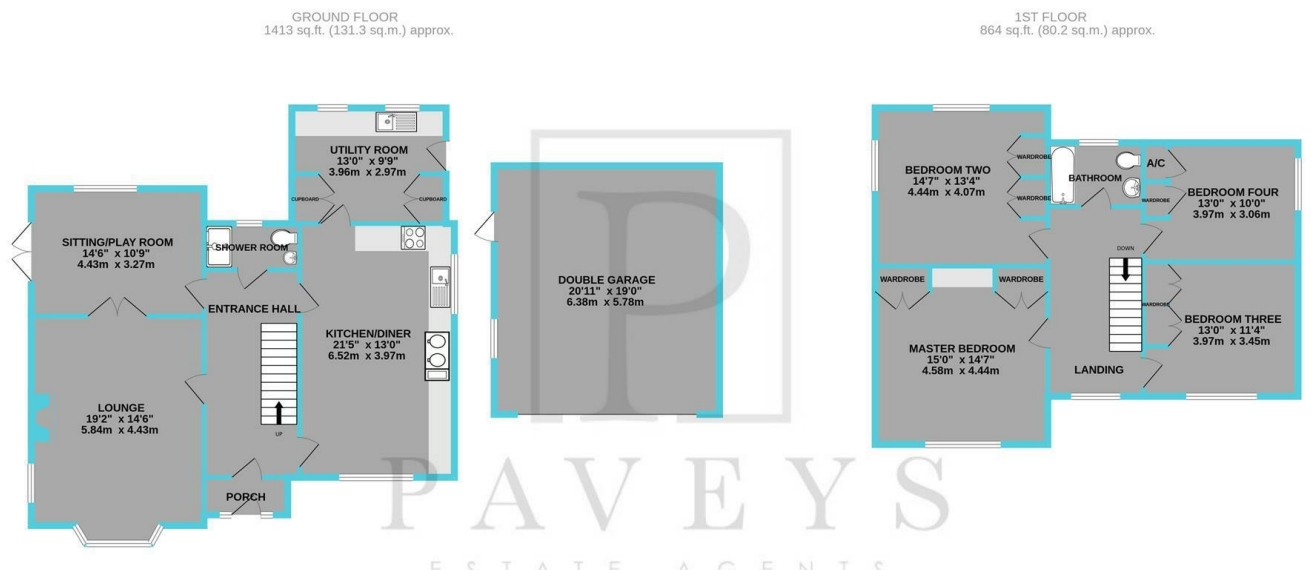 GROUND FLOOR
1413 sq.ft. (131.3 sq.m.) approx.
1ST FLOOR
864 sq.ft. (80.2 sq.m.) approx.
UTILITY ROOM
13'0" x 9'9"
3.96m x 2.97m
CUPBOARD
CUPBOARD
SITTING/PLAY ROOM
14'6" x 10'9"
4.43m x 3.27m
SHOWER ROOM
ENTRANCE HALL
KITCHEN/DINER
21'5" x 13'0"
6.52m x 3.97m
LOUNGE
19'2" x 14'6"
5.84m x 4.43m
UP
PORCH
DOUBLE GARAGE
20'11" x 19'0"
6.38m x 5.78m
BEDROOM TWO
14'7" x 13'4"
4.44m x 4.07m
WARDROBE
WARDROBE
BATHROOM
A/C
WARDROBE
BEDROOM FOUR
13'0" x 10'0"
3.97m x 3.06m
DOWN
WARDROBE
WARDROBE
MASTER BEDROOM
15'0" x 14'7"
4.58m x 4.44m
WARDROBE
BEDROOM THREE
13'0" x 11'4"
3.97m x 3.45m
LANDING
P
PAVEYS
ESTATE AGENTS